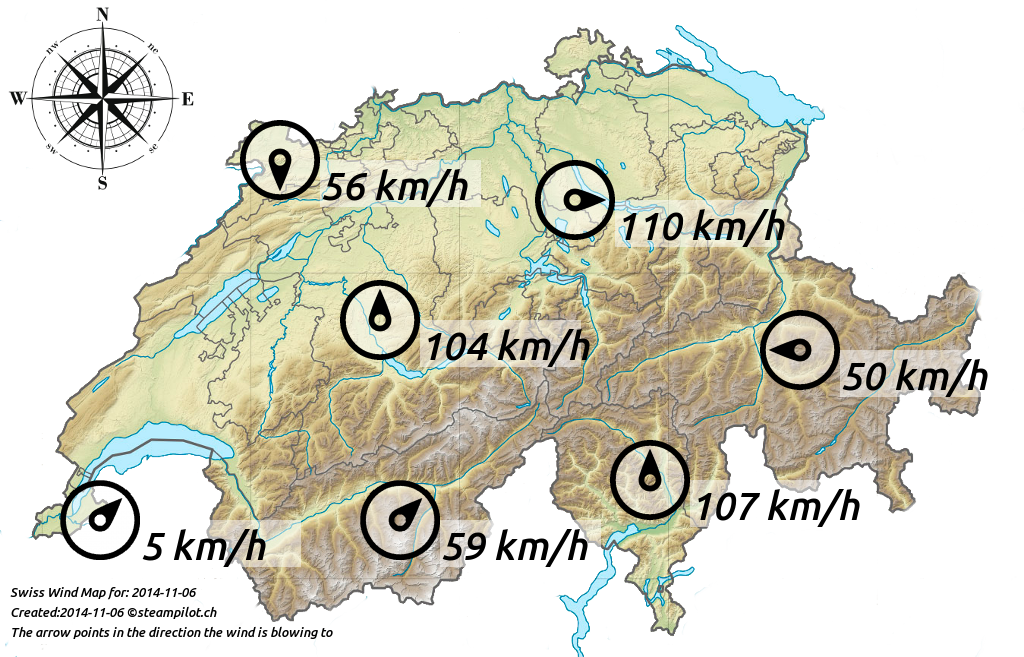 N
nw
ne
W
E
sw
se
S
56 km/h
110 km/h
104 km/h
50 km/h
107 km/h
5 km/h
59 km/h
Swiss Wind Map for: 2014-11-06
Created:2014-11-06 ©steampilot.ch
The arrow points in the direction the wind is blowing to